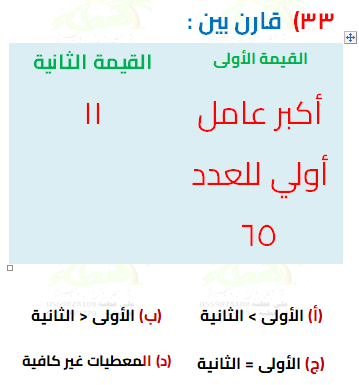 ٣٣) قارن بين :
القيمة الأولى
القيمة الثانية
أكبر عامل أولي للعدد ٦٥
١١
(أ) الأولى > الثانية
(ب) الأولى < الثانية
(ج) الأولى = الثانية
(د) المعطيات غير كافية